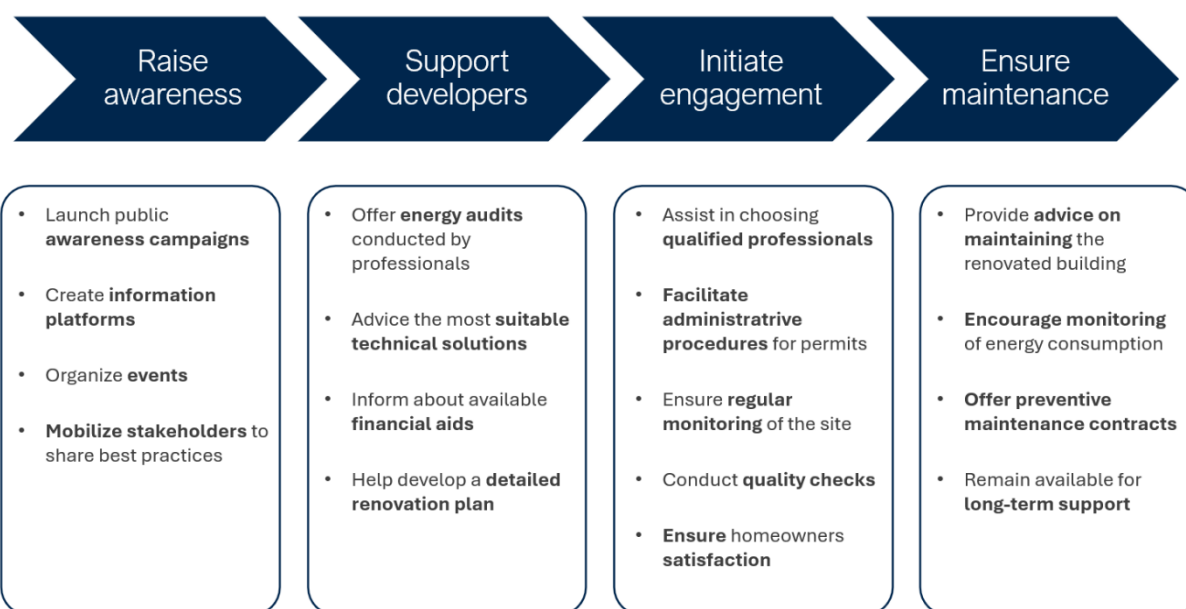 Raise
awareness
Support
developers
Initiate
engagement
Ensure
maintenance
• Launch public
awareness campaigns
• Create information
platforms
• Organize events
• Mobilize stakeholders to
share best practices
• Offer energy audits
conducted by
professionals
• Advice the most suitable
technical solutions
• Inform about available
financial aids
• Help develop a detailed
renovation plan
• Assist in choosing
qualified professionals
• Facilitate
administratrive
procedures for permits
• Ensure regular
monitoring of the site
• Conduct quality checks
• Ensure homeowners
satisfaction
• Provide advice on
maintaining the
renovated building
• Encourage monitoring
of energy consumption
• Offer preventive
maintenance contracts
• Remain available for
long-term support